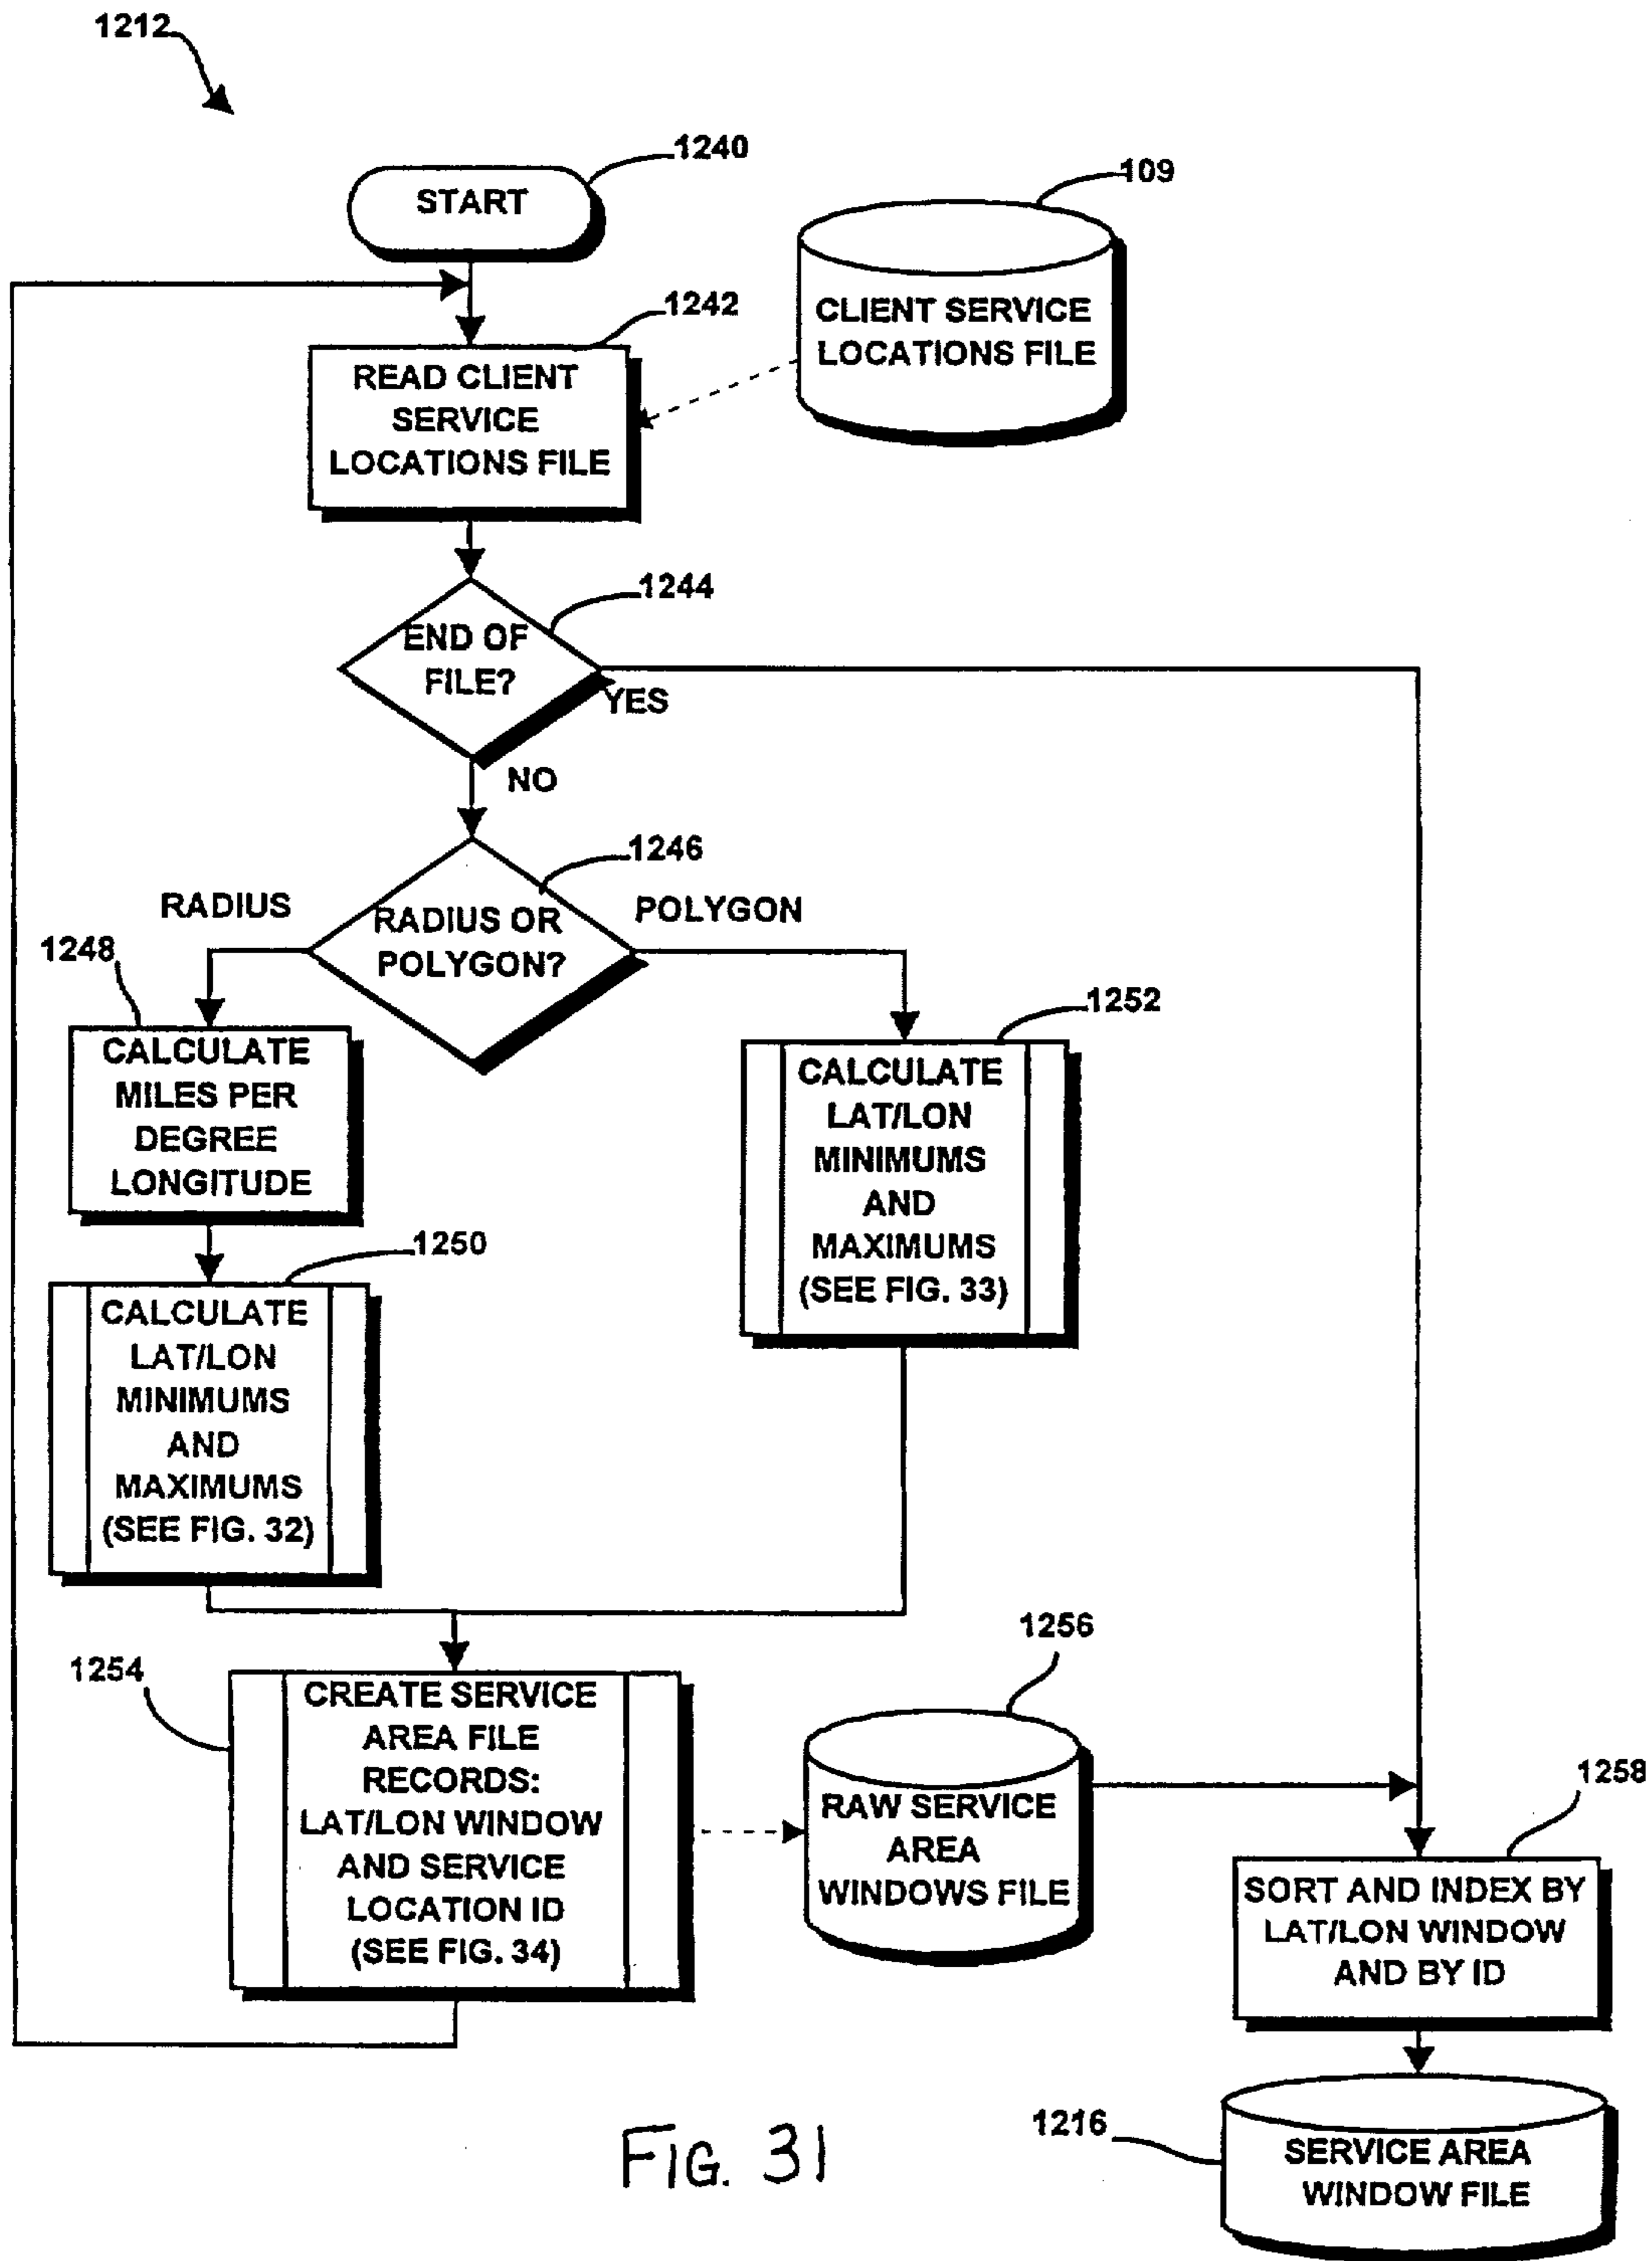 1212
1240
START
109
CLIENT SERVICE
LOCATIONS FILE
1242
READ CLIENT
SERVICE
LOCATIONS FILE
1244
END OF
FILE?
YES
NO
1246
RADIUS
RADIUS OR
POLYGON?
POLYGON
1248
CALCULATE
MILES PER
DEGREE
LONGITUDE
1252
CALCULATE
LAT/LON
MINIMUMS
AND
MAXIMUMS
(SEE FIG. 33)
1250
CALCULATE
LAT/LON
MINIMUMS
AND
MAXIMUMS
(SEE FIG. 32)
1254
CREATE SERVICE
AREA FILE
RECORDS:
LAT/LON WINDOW
AND SERVICE
LOCATION ID
(SEE FIG. 34)
1256
RAW SERVICE
AREA
WINDOWS FILE
1258
SORT AND INDEX BY
LAT/LON WINDOW
AND BY ID
1216
SERVICE AREA
WINDOW FILE
FIG. 31